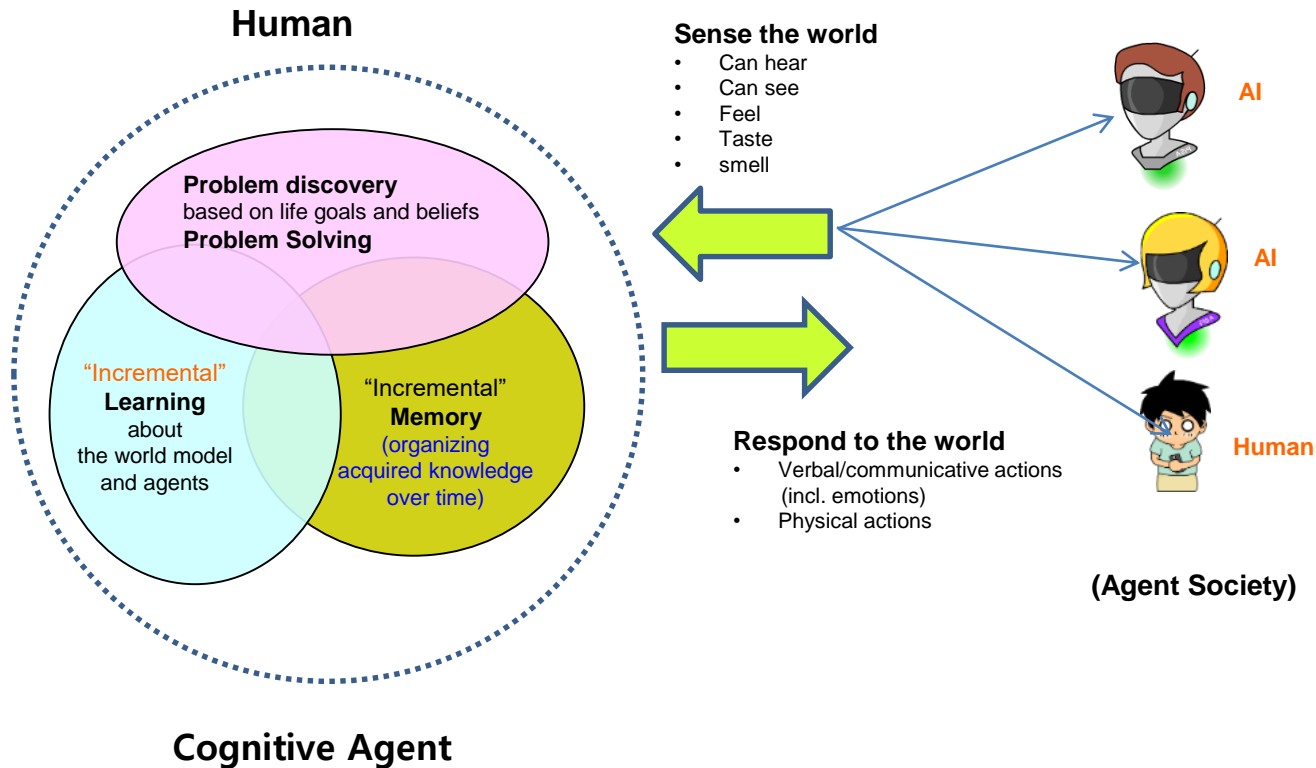 Human
Problem discovery
based on life goals and beliefs
Problem Solving
“Incremental”
Learning
about
the world model
and agents
“Incremental”
Memory
(organizing
acquired knowledge
over time)
Cognitive Agent
Sense the world
• Can hear
• Can see
• Feel
• Taste
• smell
Respond to the world
• Verbal/communicative actions
(incl. emotions)
• Physical actions
AI
AI
Human
(Agent Society)